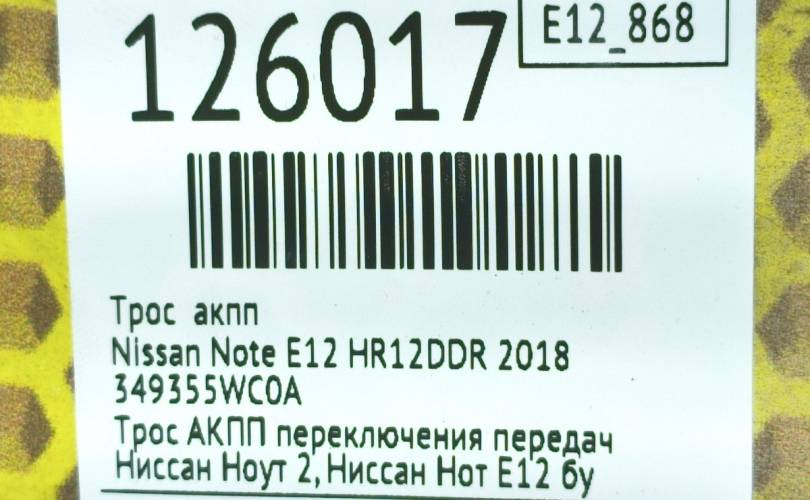 126017
E12_868
Трос акпп
Nissan Note E12 HR12DDR 2018
349355WC0A
Трос АКПП переключения передач
Ниссан Ноут 2, Ниссан Нот Е12 бу